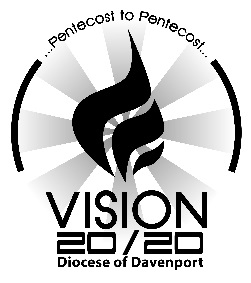 ...Pentecost to Pentecost...
VISION
20/20
Diocese of Davenport